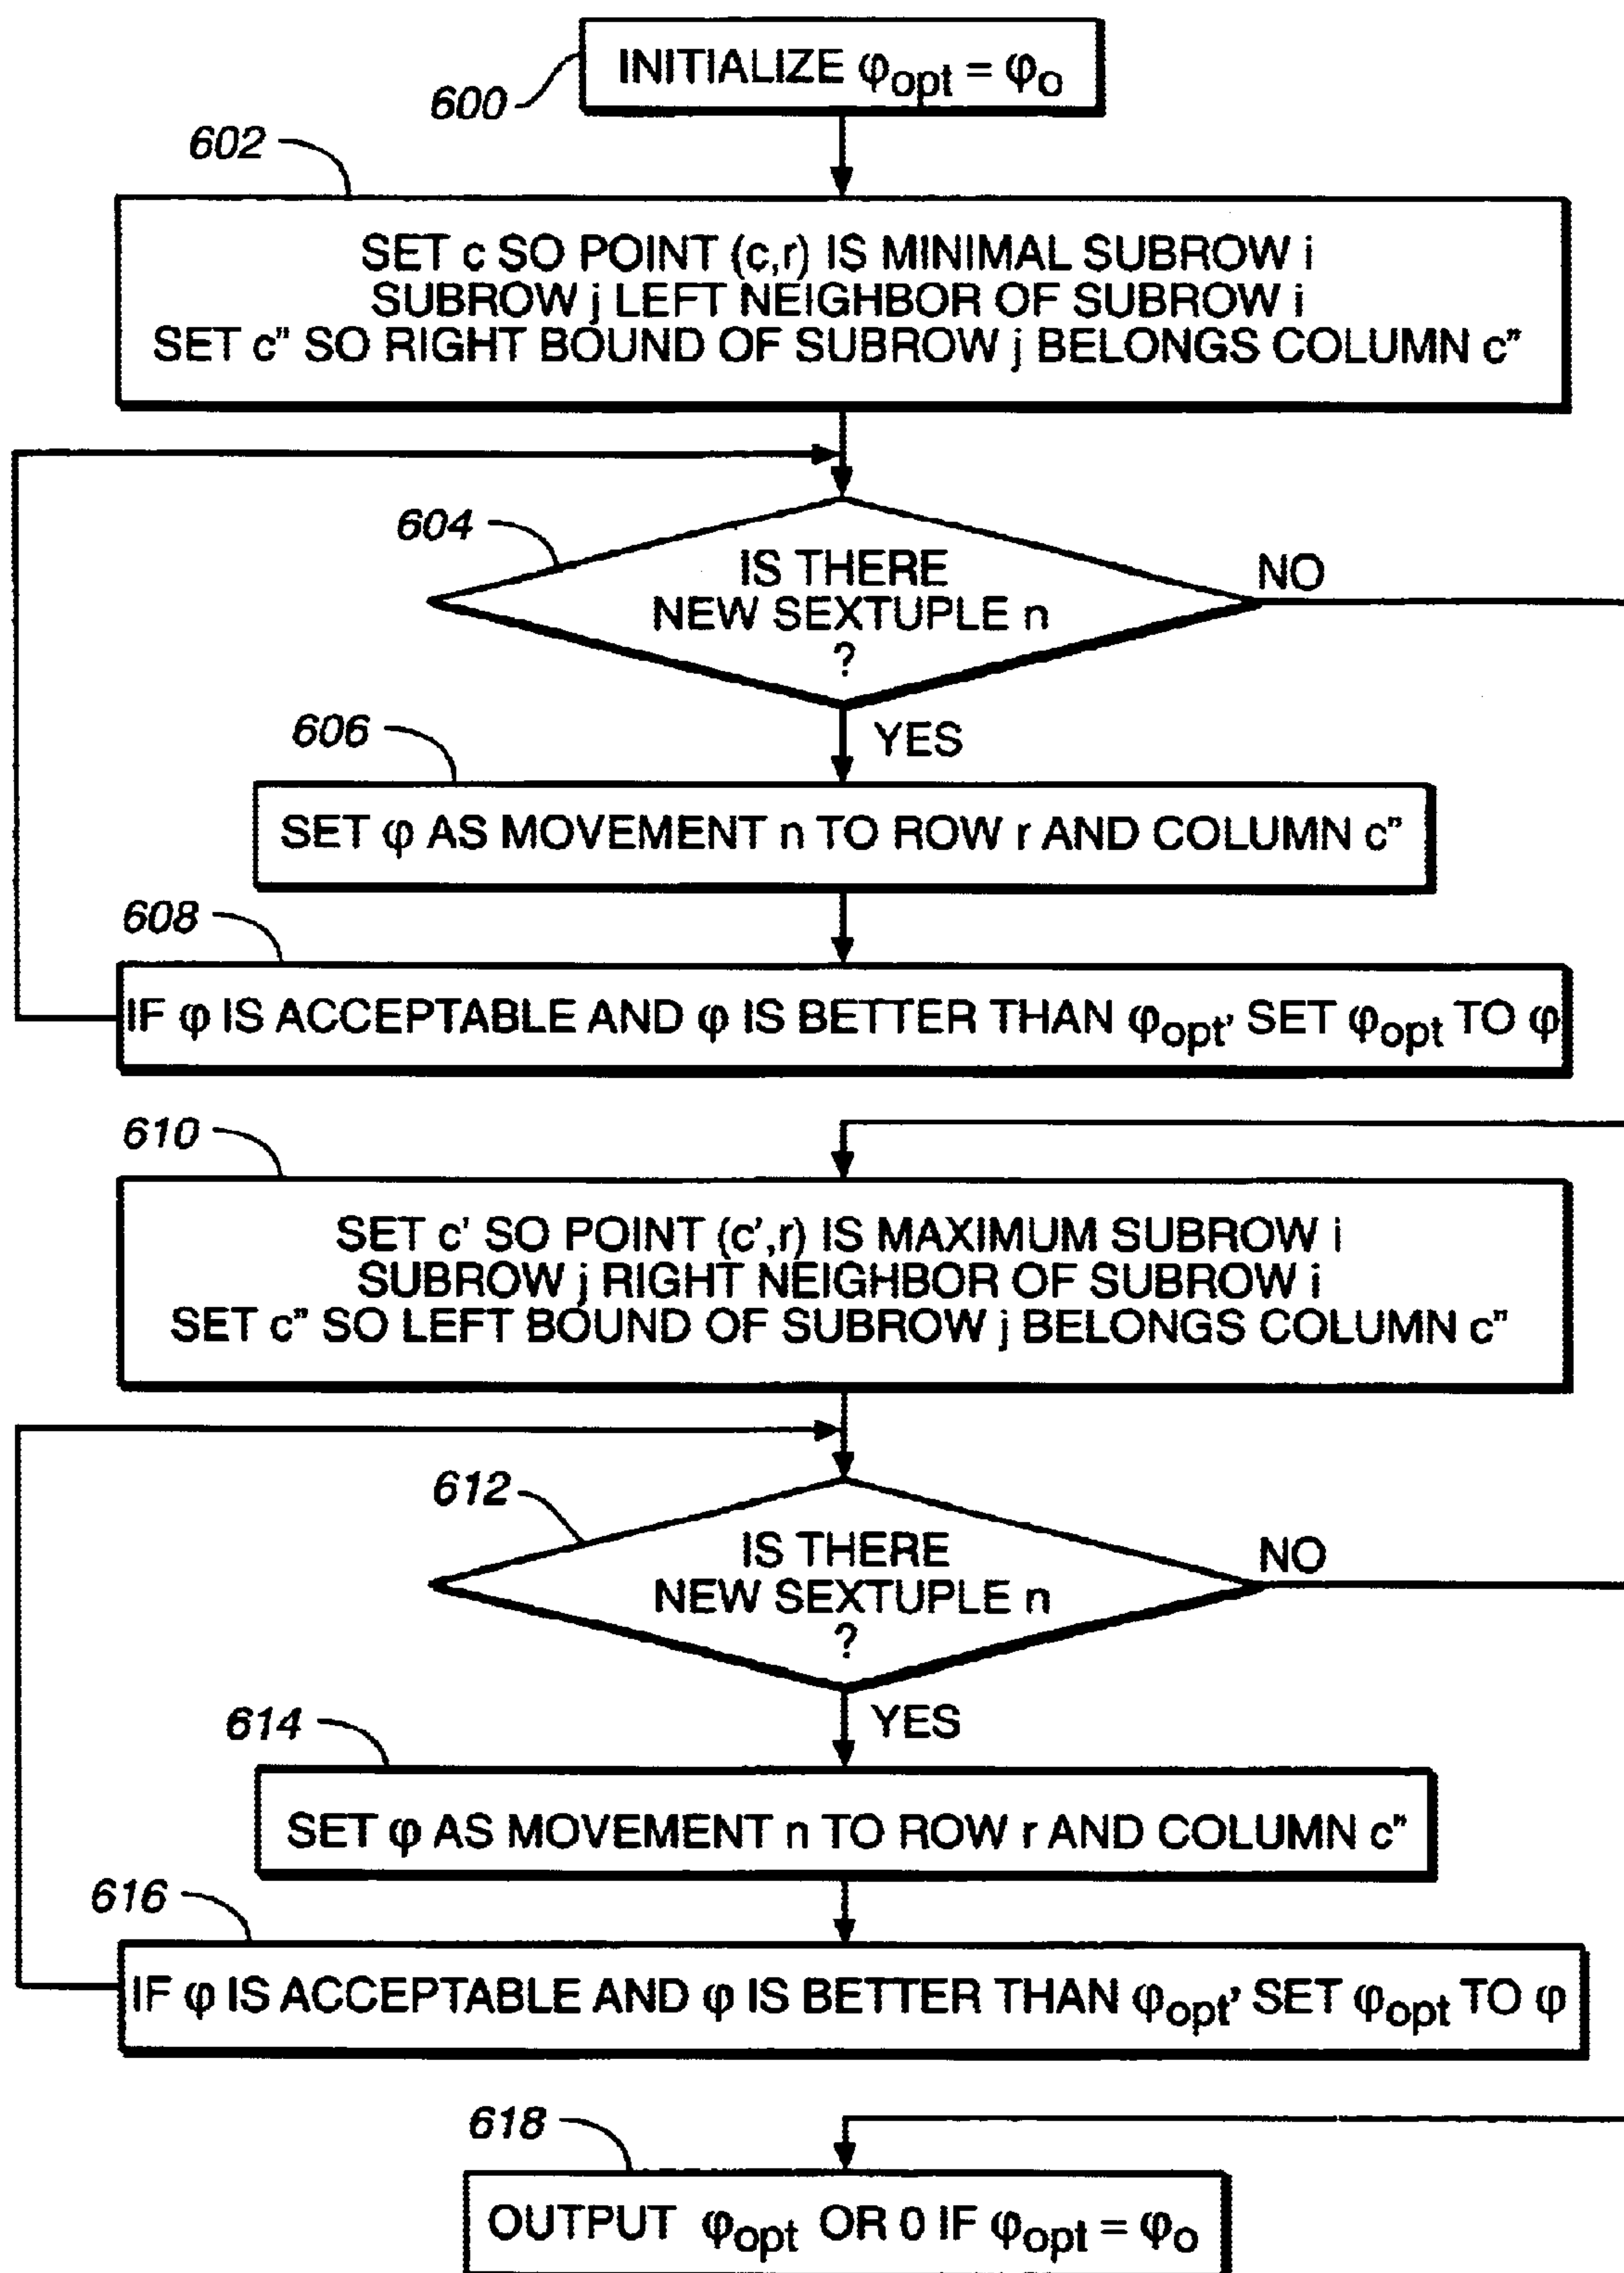 600
INITIALIZE φopt = φo
602
SET c SO POINT (c,r) IS MINIMAL SUBROW i
SUBROW j LEFT NEIGHBOR OF SUBROW i
SET c" SO RIGHT BOUND OF SUBROW j BELONGS COLUMN c"
604
IS THERE
NEW SEXTUPLE n
?
NO
YES
606
SET φ AS MOVEMENT n TO ROW r AND COLUMN c"
608
IF φ IS ACCEPTABLE AND φ IS BETTER THAN φopt, SET φopt TO φ
610
SET c' SO POINT (c',r) IS MAXIMUM SUBROW i
SUBROW j RIGHT NEIGHBOR OF SUBROW i
SET c" SO LEFT BOUND OF SUBROW j BELONGS COLUMN c"
612
IS THERE
NEW SEXTUPLE n
?
NO
YES
614
SET φ AS MOVEMENT n TO ROW r AND COLUMN c"
616
IF φ IS ACCEPTABLE AND φ IS BETTER THAN φopt, SET φopt TO φ
618
OUTPUT φopt OR 0 IF φopt = φo